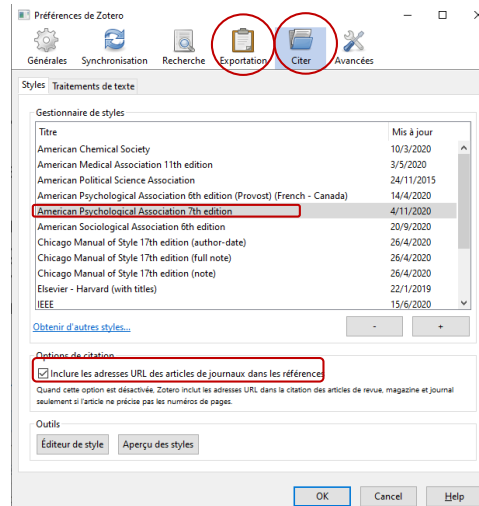 Préférences de Zotero
Générales Synchronisation Recherche Exportation Citer Avancées
Styles Traitements de texte
Gestionnaire de styles
Titre Mis à jour
American Chemical Society 10/3/2020
American Medical Association 11th edition 3/5/2020
American Political Science Association 24/11/2015
American Psychological Association 6th edition (Provost) (French - Canada) 14/4/2020
American Psychological Association 7th edition 4/11/2020
American Sociological Association 6th edition 20/9/2020
Chicago Manual of Style 17th edition (author-date) 26/4/2020
Chicago Manual of Style 17th edition (full note) 26/4/2020
Chicago Manual of Style 17th edition (note) 26/4/2020
Elsevier - Harvard (with titles) 22/1/2019
IEEE 15/6/2020
Obtenir d'autres styles... - +
Options de citation
Inclure les adresses URL des articles de journaux dans les références
Quand cette option est désactivée, Zotero inclut les adresses URL dans la citation des articles de revue, magazine et journal
seulement si l'article ne précise pas les numéros de pages.
Outils
Éditeur de style Aperçu des styles
OK Cancel Help